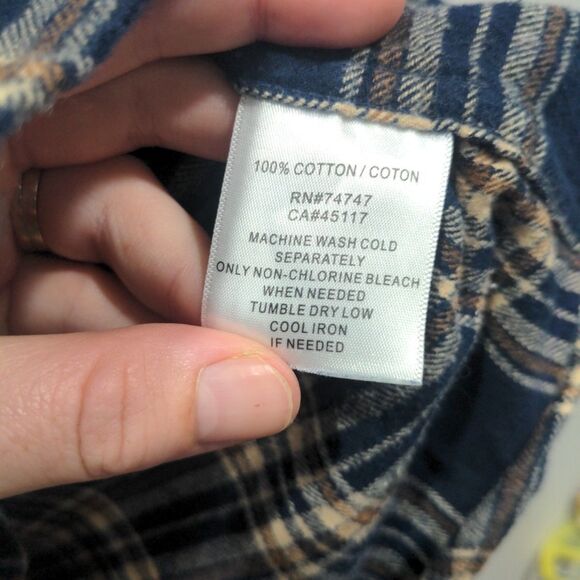 100% COTTON / COTON
RN#74747
CA#45117
MACHINE WASH COLD
SEPARATELY
ONLY NON-CHLORINE BLEACH
WHEN NEEDED
TUMBLE DRY LOW
COOL IRON
IF NEEDED